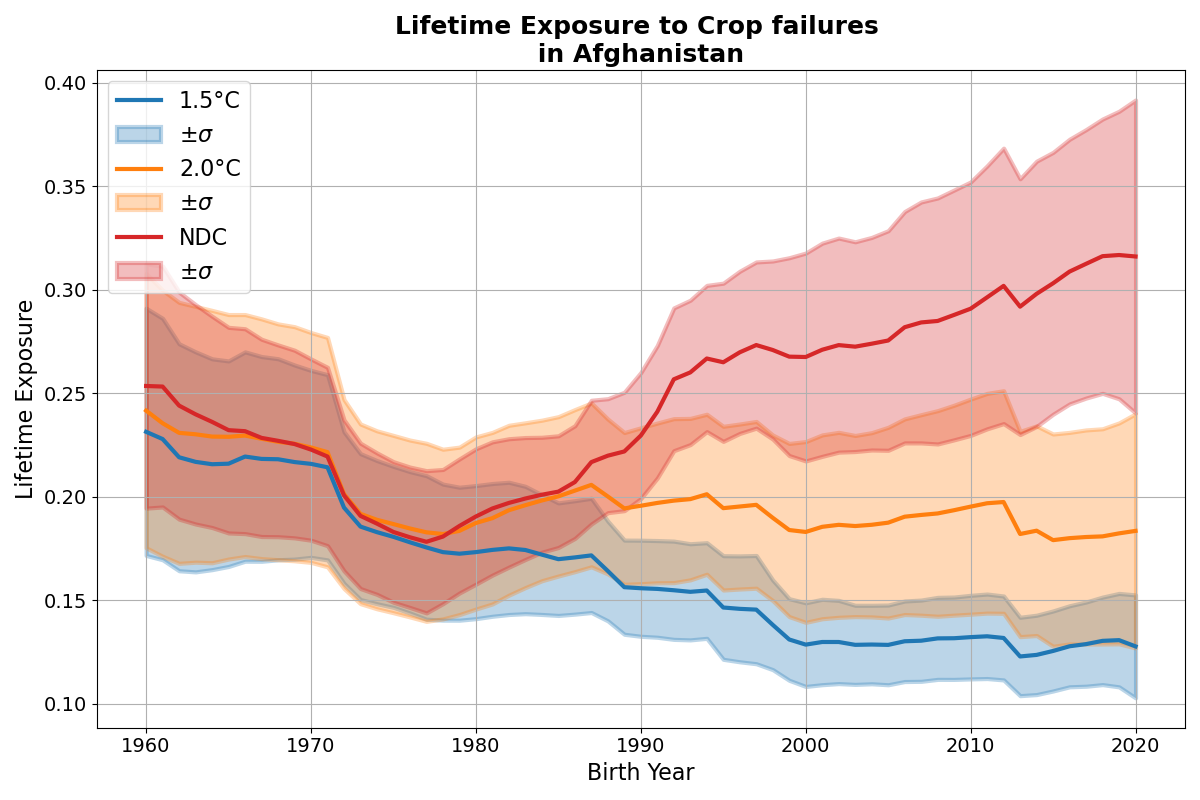 Lifetime Exposure to Crop failures
in Afghanistan
0.40
0.35
0.30
0.25
0.20
0.15
0.10
Lifetime Exposure
1.5°C
±σ
2.0°C
±σ
NDC
±σ
1960 1970 1980 1990 2000 2010 2020
Birth Year